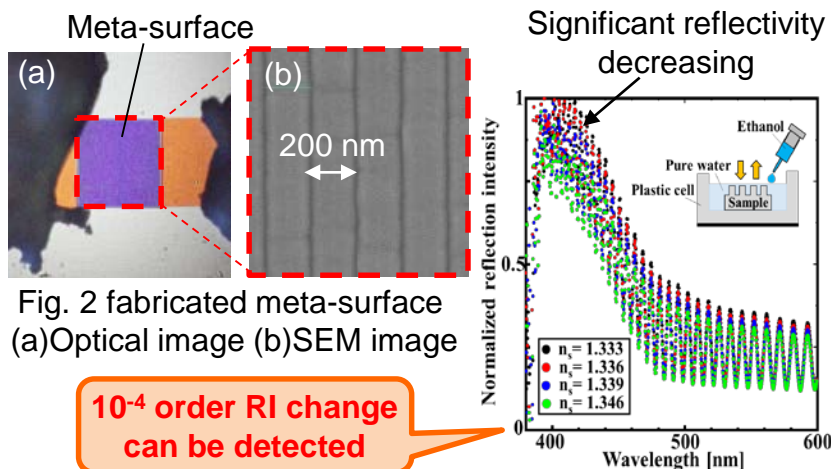 Meta-surface
(a)
(b)
200 nm
Fig. 2 fabricated meta-surface
(a)Optical image (b)SEM image
10⁻⁴ order RI change
can be detected
Significant reflectivity
decreasing
Normalized reflection intensity
1
0.5
0
Ethanol
Pure water
Plastic cell
Sample
nₛ= 1.333
nₛ= 1.336
nₛ= 1.339
nₛ= 1.346
400
500
600
Wavelength [nm]